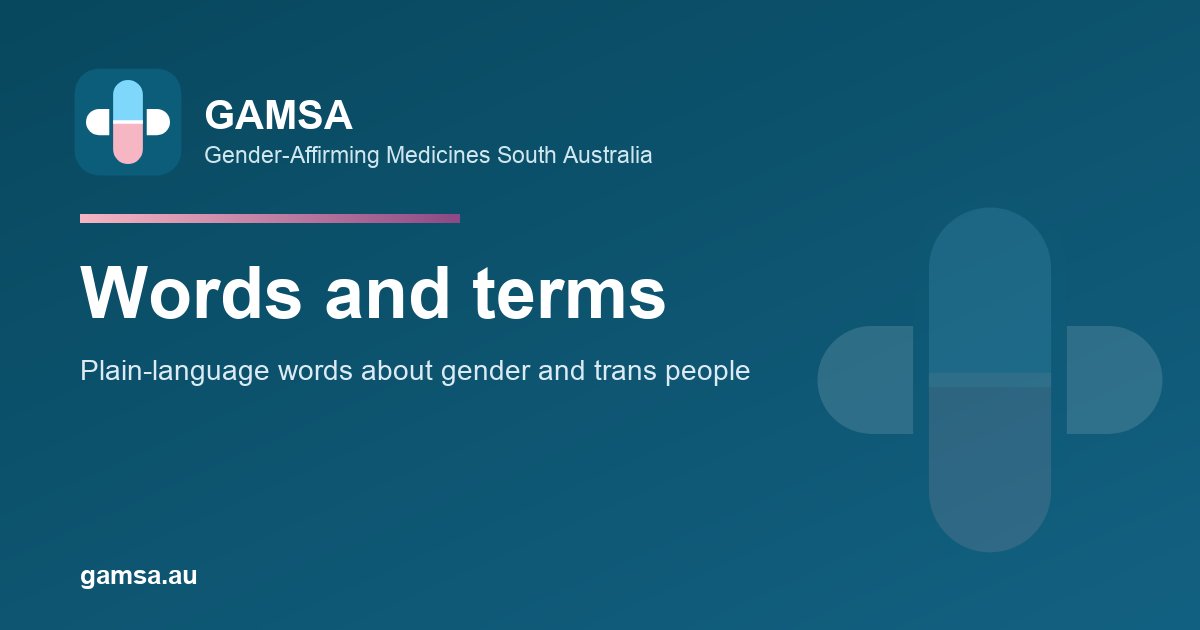 GAMSA
Gender-Affirming Medicines South Australia
Words and terms
Plain-language words about gender and trans people
gamsa.au